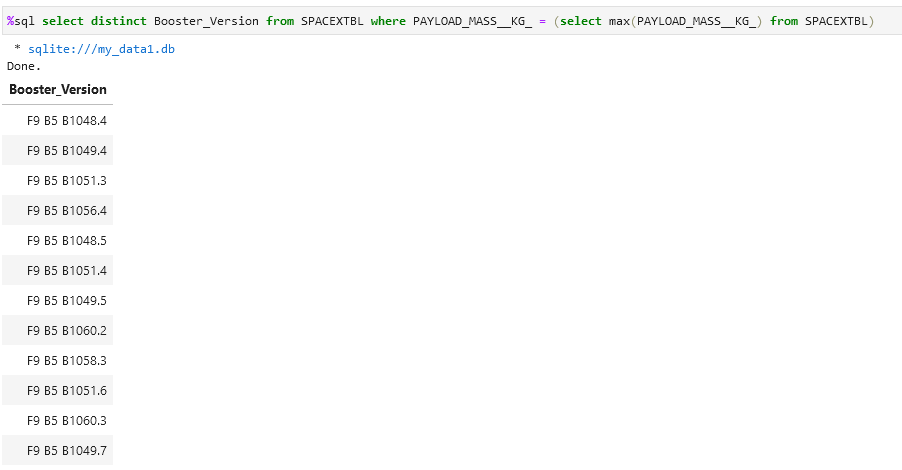 %sql select distinct Booster_Version from SPACEXTBL where PAYLOAD_MASS__KG_ = (select max(PAYLOAD_MASS__KG_) from SPACEXTBL)
* sqlite:///my_data1.db
Done.
Booster_Version
F9 B5 B1048.4
F9 B5 B1049.4
F9 B5 B1051.3
F9 B5 B1056.4
F9 B5 B1048.5
F9 B5 B1051.4
F9 B5 B1049.5
F9 B5 B1060.2
F9 B5 B1058.3
F9 B5 B1051.6
F9 B5 B1060.3
F9 B5 B1049.7